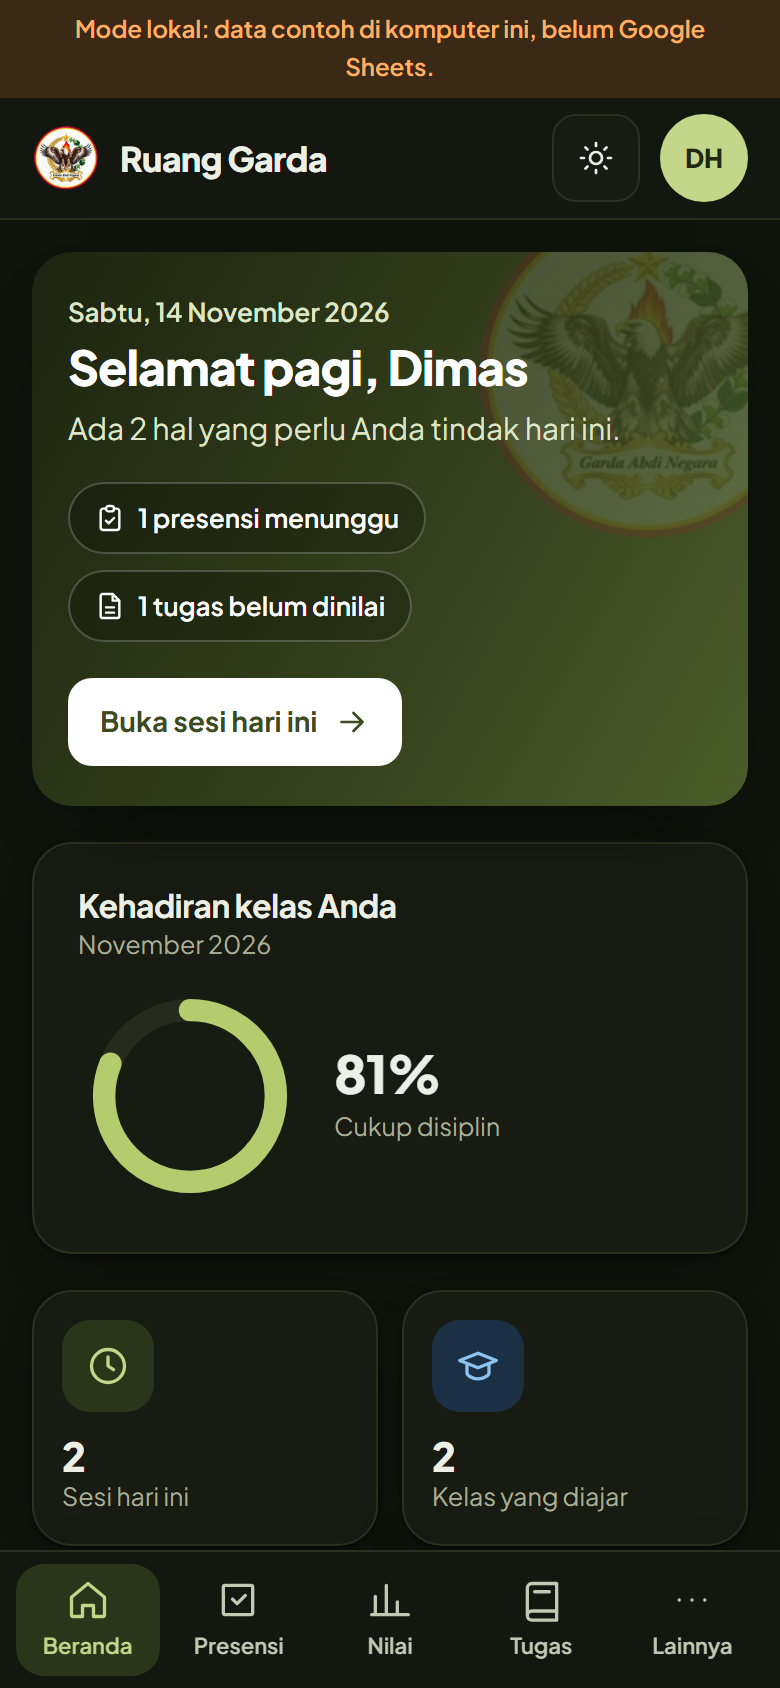 Mode lokal: data contoh di komputer ini, belum Google
Sheets.
Ruang Garda
DH
Sabtu, 14 November 2026
Selamat pagi, Dimas
Ada 2 hal yang perlu Anda tindak hari ini.
Garda Abdi Negara
1 presensi menunggu
1 tugas belum dinilai
Buka sesi hari ini
Kehadiran kelas Anda
November 2026
81%
Cukup disiplin
2
Sesi hari ini
2
Kelas yang diajar
Beranda
Presensi
Nilai
Tugas
Lainnya